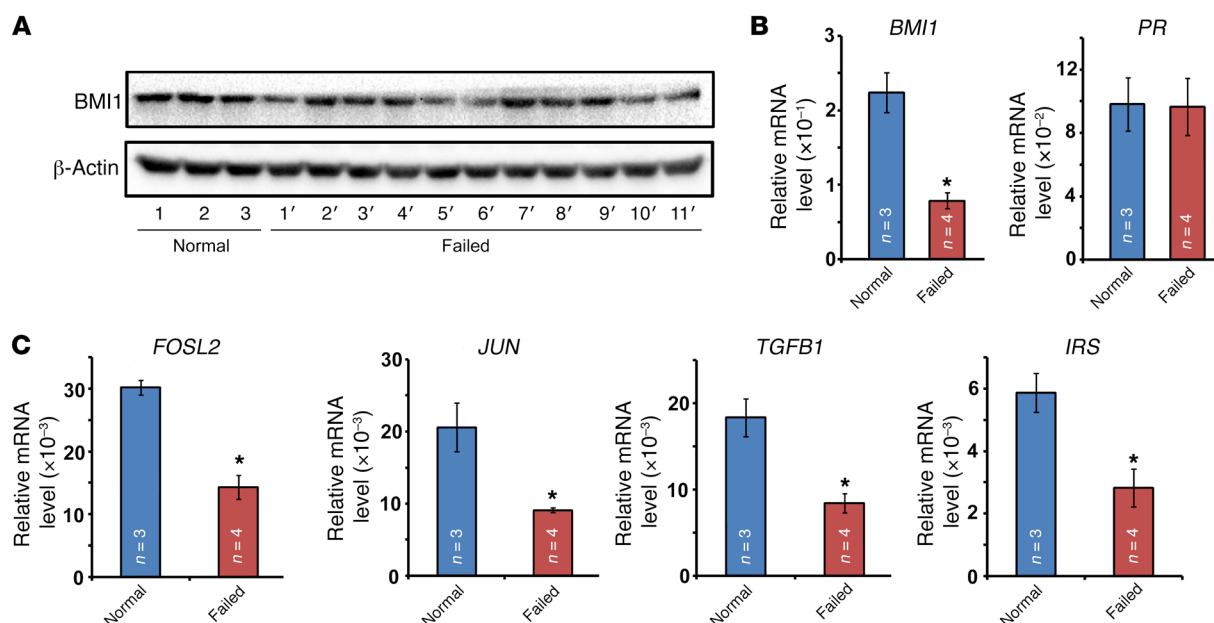 A
BMI1
β-Actin
1 2 3 1′ 2′ 3′ 4′ 5′ 6′ 7′ 8′ 9′ 10′ 11′
Normal Failed
B
BMI1
Relative mRNA
level (×10⁻¹)
3
2
1
0
n = 3
n = 4
*
Normal
Failed
PR
Relative mRNA
level (×10⁻²)
12
8
4
0
n = 3
n = 4
Normal
Failed
C
FOSL2
Relative mRNA
level (×10⁻³)
30
20
10
0
n = 3
n = 4
*
Normal
Failed
JUN
Relative mRNA
level (×10⁻³)
30
20
10
0
n = 3
n = 4
*
Normal
Failed
TGFB1
Relative mRNA
level (×10⁻³)
20
10
0
n = 3
n = 4
*
Normal
Failed
IRS
Relative mRNA
level (×10⁻³)
6
4
2
0
n = 3
n = 4
*
Normal
Failed